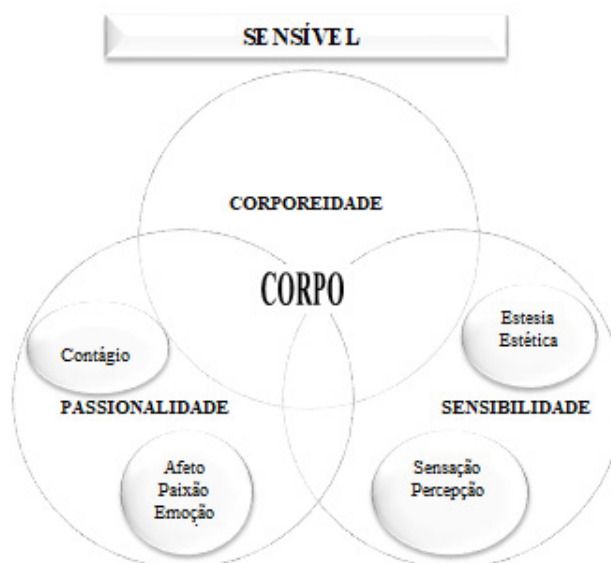 SENSÍVEL
CORPOREIDADE
CORPO
Contágio
Estesia
Estética
PASSIONALIDADE
SENSIBILIDADE
Afeto
Paixão
Emoção
Sensação
Percepção